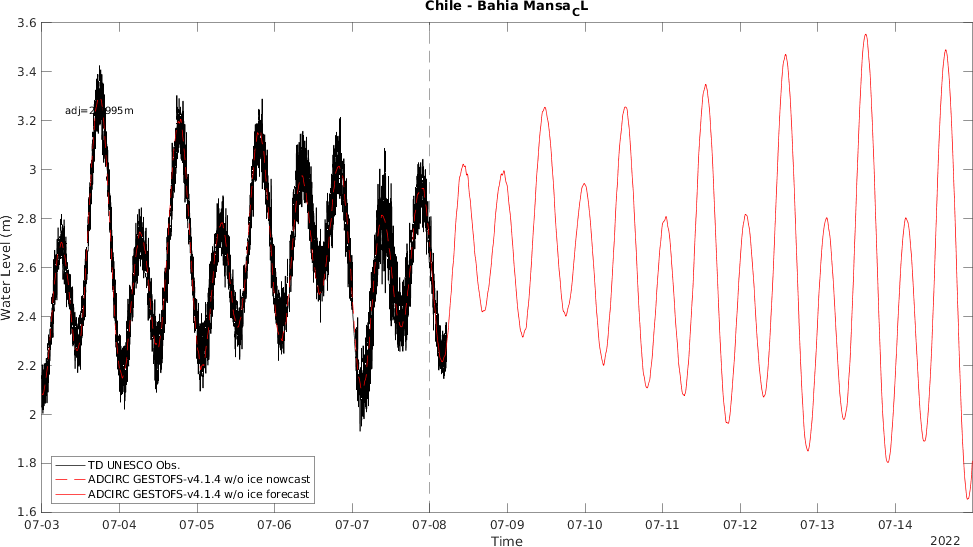 Chile - Bahia Mansa_CL
3.6
3.4
3.2
3
2.8
2.6
2.4
2.2
2
1.8
1.6
Water Level (m)
TD UNESCO Obs.
ADCIRC GESTOFS-v4.1.4 w/o ice nowcast
ADCIRC GESTOFS-v4.1.4 w/o ice forecast
07-03 07-04 07-05 07-06 07-07 07-08 07-09 07-10 07-11 07-12 07-13 07-14
Time
2022